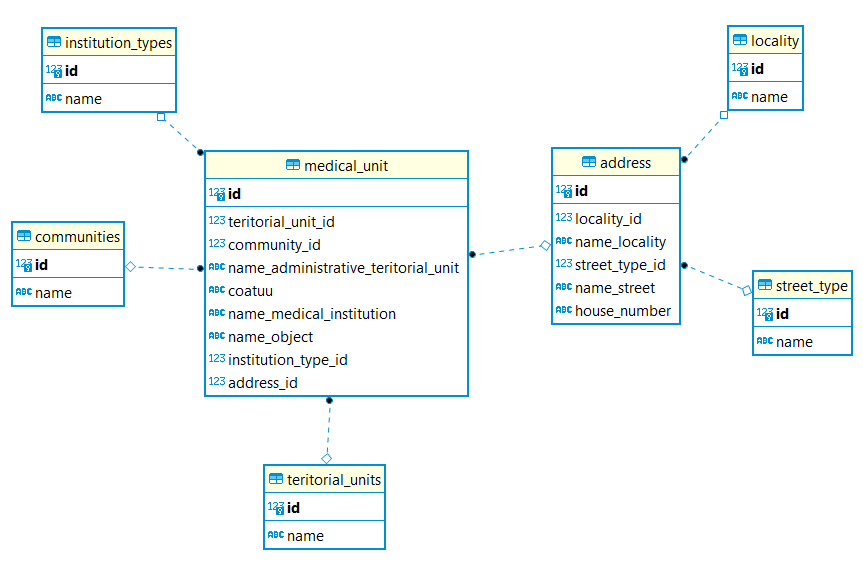 institution_types
123 id
ABC name
locality
123 id
ABC name
medical_unit
123 id
123 teritorial_unit_id
123 community_id
ABC name_administrative_teritorial_unit
ABC coatuu
ABC name_medical_institution
ABC name_object
123 institution_type_id
123 address_id
address
123 id
123 locality_id
ABC name_locality
123 street_type_id
ABC name_street
ABC house_number
communities
123 id
ABC name
street_type
123 id
ABC name
teritorial_units
123 id
ABC name